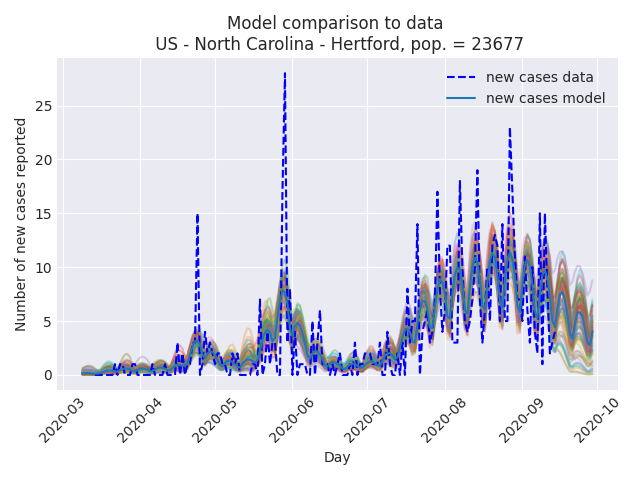 Model comparison to data
US - North Carolina - Hertford, pop. = 23677
new cases data
new cases model
Number of new cases reported
25
20
15
10
5
0
2020-03
2020-04
2020-05
2020-06
2020-07
2020-08
2020-09
2020-10
Day